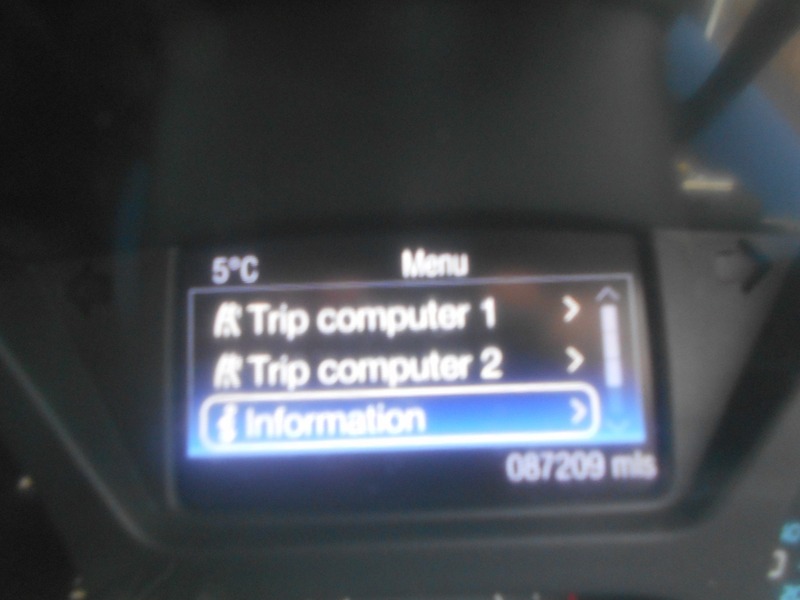 5°C Menu
Trip computer 1
Trip computer 2
Information
087209 mls